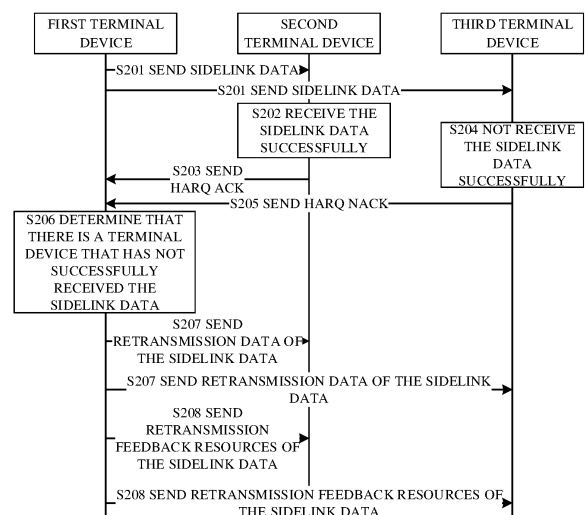 FIRST TERMINAL
DEVICE
SECOND
TERMINAL DEVICE
THIRD TERMINAL
DEVICE
S201 SEND SIDELINK DATA
S201 SEND SIDELINK DATA
S202 RECEIVE THE
SIDELINK DATA
SUCCESSFULLY
S204 NOT RECEIVE
THE SIDELINK
DATA
SUCCESSFULLY
S203 SEND
HARQ ACK
S205 SEND HARQ NACK
S206 DETERMINE THAT
THERE IS A TERMINAL
DEVICE THAT HAS NOT
SUCCESSFULLY
RECEIVED THE
SIDELINK DATA
S207 SEND
RETRANSMISSION DATA OF
THE SIDELINK DATA
S207 SEND RETRANSMISSION DATA OF THE SIDELINK
DATA
S208 SEND
RETRANSMISSION
FEEDBACK RESOURCES OF
THE SIDELINK DATA
S208 SEND RETRANSMISSION FEEDBACK RESOURCES OF
THE SIDELINK DATA